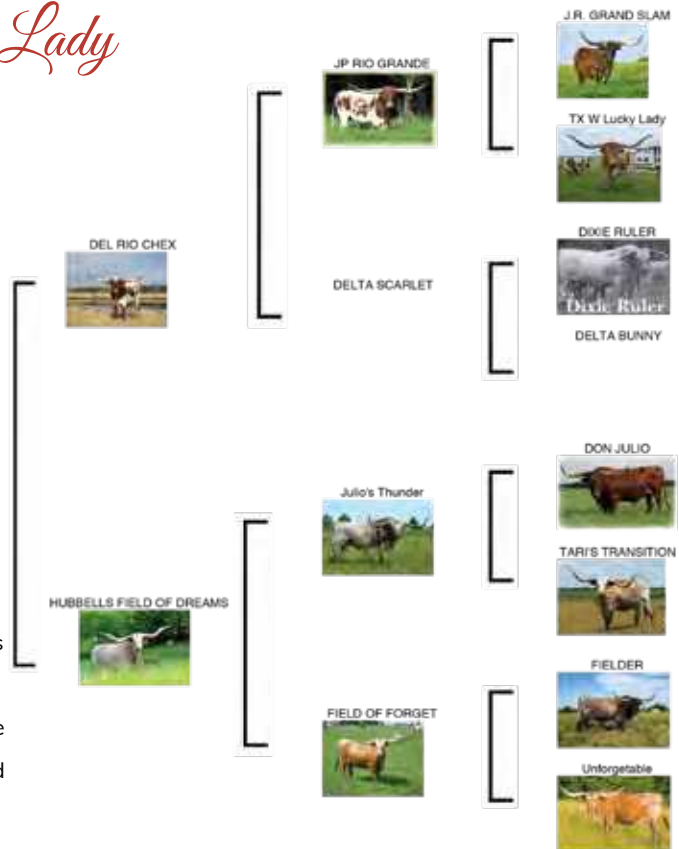 Lady
J.R. GRAND SLAM
JP RIO GRANDE
TX W Lucky Lady
DIXIE RULER
DEL RIO CHEX
DELTA SCARLET
Dixie Ruler
DELTA BUNNY
DON JULIO
Julio's Thunder
TARI'S TRANSITION
HUBBELLS FIELD OF DREAMS
s
FIELDER
FIELD OF FORGET
e
Unforgetable
d